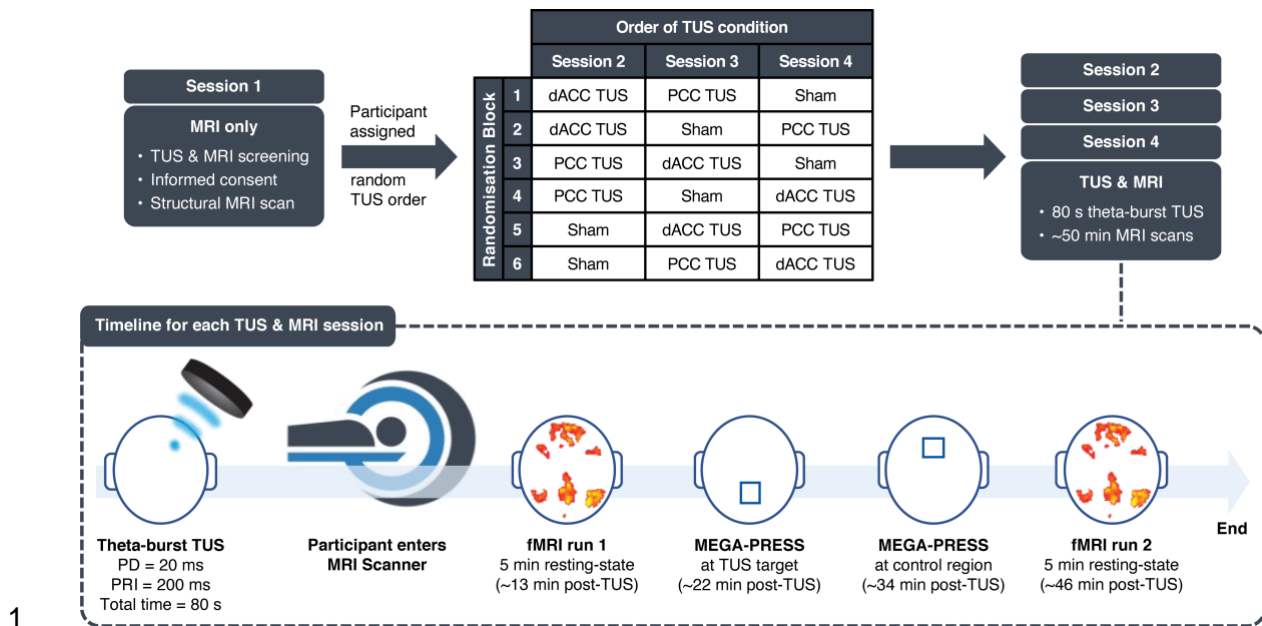 Order of TUS condition
Session 2 Session 3 Session 4
Randomisation Block
1 dACC TUS PCC TUS Sham
2 dACC TUS Sham PCC TUS
3 PCC TUS dACC TUS Sham
4 PCC TUS Sham dACC TUS
5 Sham dACC TUS PCC TUS
6 Sham PCC TUS dACC TUS
Session 1
MRI only
• TUS & MRI screening
• Informed consent
• Structural MRI scan
Participant
assigned
random
TUS order
Session 2
Session 3
Session 4
TUS & MRI
• 80 s theta-burst TUS
• ~50 min MRI scans
Timeline for each TUS & MRI session
Theta-burst TUS
PD = 20 ms
PRI = 200 ms
Total time = 80 s
Participant enters
MRI Scanner
fMRI run 1
5 min resting-state
(~13 min post-TUS)
MEGA-PRESS
at TUS target
(~22 min post-TUS)
MEGA-PRESS
at control region
(~34 min post-TUS)
fMRI run 2
5 min resting-state
(~46 min post-TUS)
End
1